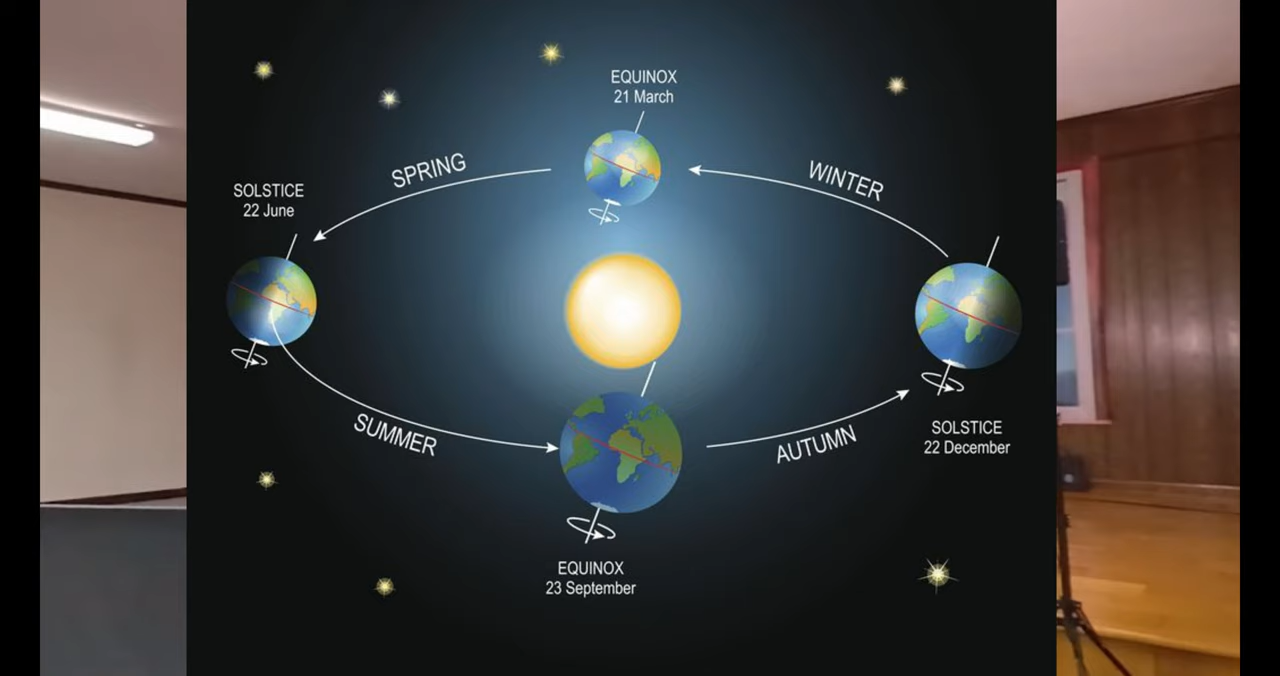 EQUINOX
21 March
SPRING
WINTER
SOLSTICE
22 June
SUMMER
AUTUMN
SOLSTICE
22 December
EQUINOX
23 September